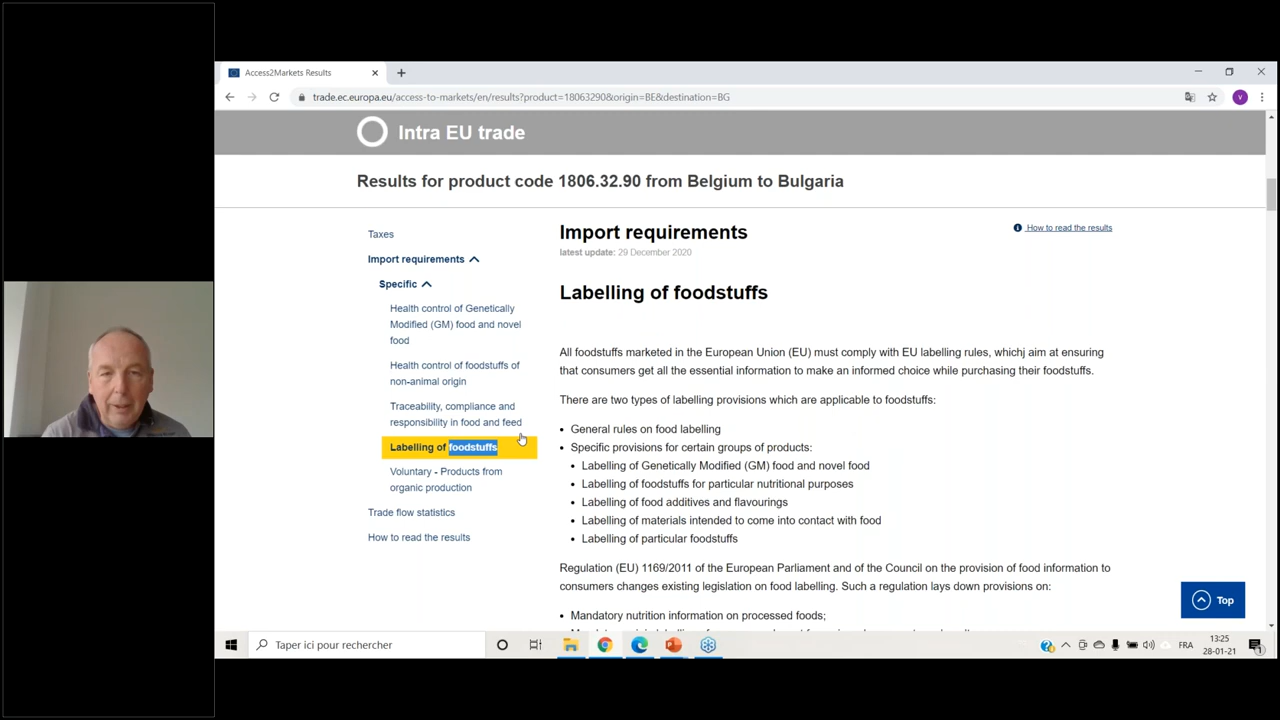 Access2Markets Results
trade.ec.europa.eu/access-to-markets/en/results?product=18063290&origin=BE&destination=BG
v
Intra EU trade
Results for product code 1806.32.90 from Belgium to Bulgaria
Taxes
Import requirements
Specific
Health control of Genetically
Modified (GM) food and novel
food
Health control of foodstuffs of
non-animal origin
Traceability, compliance and
responsibility in food and feed
Labelling of foodstuffs
Voluntary - Products from
organic production
Trade flow statistics
How to read the results
Import requirements
How to read the results
latest update: 29 December 2020
Labelling of foodstuffs
All foodstuffs marketed in the European Union (EU) must comply with EU labelling rules, whichj aim at ensuring
that consumers get all the essential information to make an informed choice while purchasing their foodstuffs.
There are two types of labelling provisions which are applicable to foodstuffs:
• General rules on food labelling
• Specific provisions for certain groups of products:
• Labelling of Genetically Modified (GM) food and novel food
• Labelling of foodstuffs for particular nutritional purposes
• Labelling of food additives and flavourings
• Labelling of materials intended to come into contact with food
• Labelling of particular foodstuffs
Regulation (EU) 1169/2011 of the European Parliament and of the Council on the provision of food information to
consumers changes existing legislation on food labelling. Such a regulation lays down provisions on:
• Mandatory nutrition information on processed foods;
Top
Taper ici pour rechercher
FRA
13:25
28-01-21